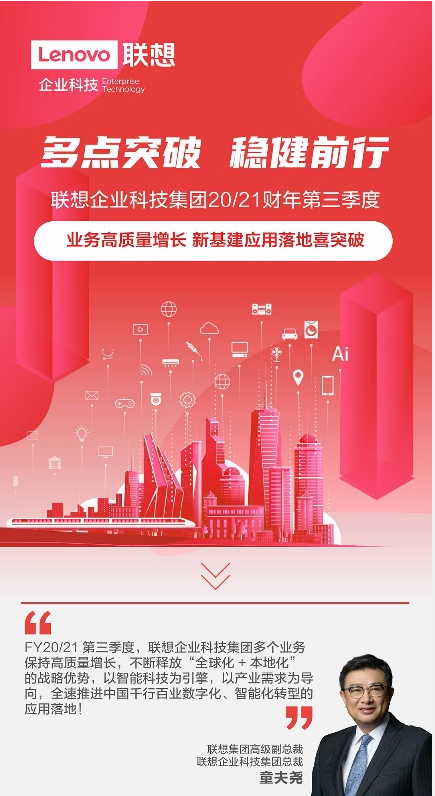 Lenovo 联想
企业科技 Enterprise
Technology
多点突破 稳健前行
联想企业科技集团20/21财年第三季度
业务高质量增长 新基建应用落地喜突破
Ai
“
FY20/21 第三季度，联想企业科技集团多个业务
保持高质量增长，不断释放“全球化 + 本地化”
的战略优势，以智能科技为引擎，以产业需求为导
向，全速推进中国千行百业数字化、智能化转型的
应用落地！
”
联想集团高级副总裁
联想企业科技集团总裁
童夫尧